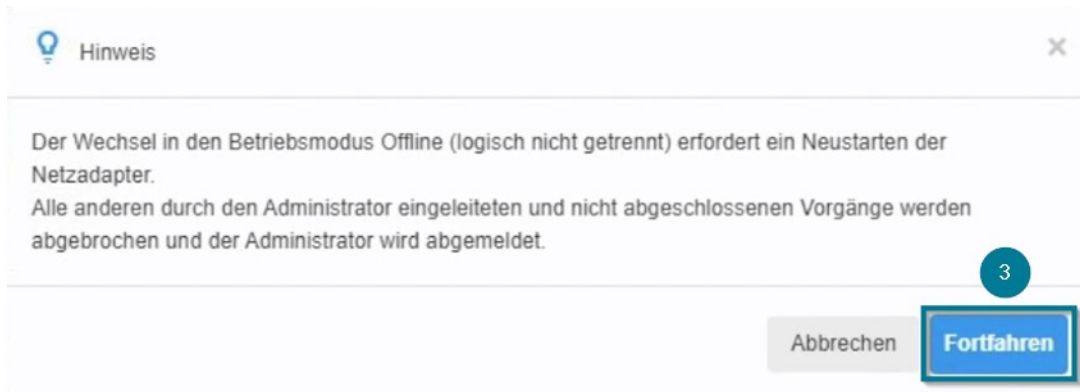 Hinweis
Der Wechsel in den Betriebsmodus Offline (logisch nicht getrennt) erfordert ein Neustarten der
Netzadapter.
Alle anderen durch den Administrator eingeleiteten und nicht abgeschlossenen Vorgänge werden
abgebrochen und der Administrator wird abgemeldet.
3
Abbrechen Fortfahren